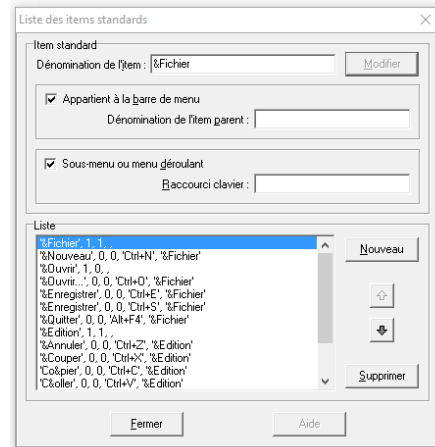 Liste des items standards
Item standard
Dénomination de l'item : &Fichier
Modifier
Appartient à la barre de menu
Dénomination de l'item parent :
Sous-menu ou menu déroulant
Raccourci clavier :
Liste
'&Fichier', 1, 1, ,
'&Nouveau', 0, 0, 'Ctrl+N', '&Fichier'
'&Ouvrir', 1, 0, ,
'&Ouvrir...', 0, 0, 'Ctrl+O', '&Fichier'
'&Enregistrer', 0, 0, 'Ctrl+E', '&Fichier'
'&Enregistrer', 0, 0, 'Ctrl+S', '&Fichier'
'&Quitter', 0, 0, 'Alt+F4', '&Fichier'
'&Edition', 1, 1, ,
'&Annuler', 0, 0, 'Ctrl+Z', '&Edition'
'&Couper', 0, 0, 'Ctrl+X', '&Edition'
'Co&pier', 0, 0, 'Ctrl+C', '&Edition'
'C&oller', 0, 0, 'Ctrl+V', '&Edition'
Nouveau
Supprimer
Fermer
Aide